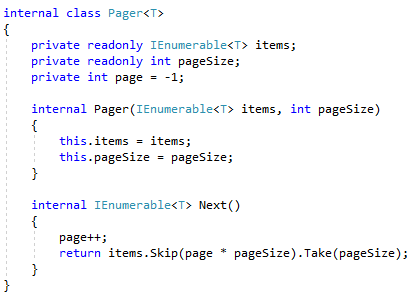 internal class Pager<T>
{
    private readonly IEnumerable<T> items;
    private readonly int pageSize;
    private int page = -1;

    internal Pager(IEnumerable<T> items, int pageSize)
    {
        this.items = items;
        this.pageSize = pageSize;
    }

    internal IEnumerable<T> Next()
    {
        page++;
        return items.Skip(page * pageSize).Take(pageSize);
    }
}